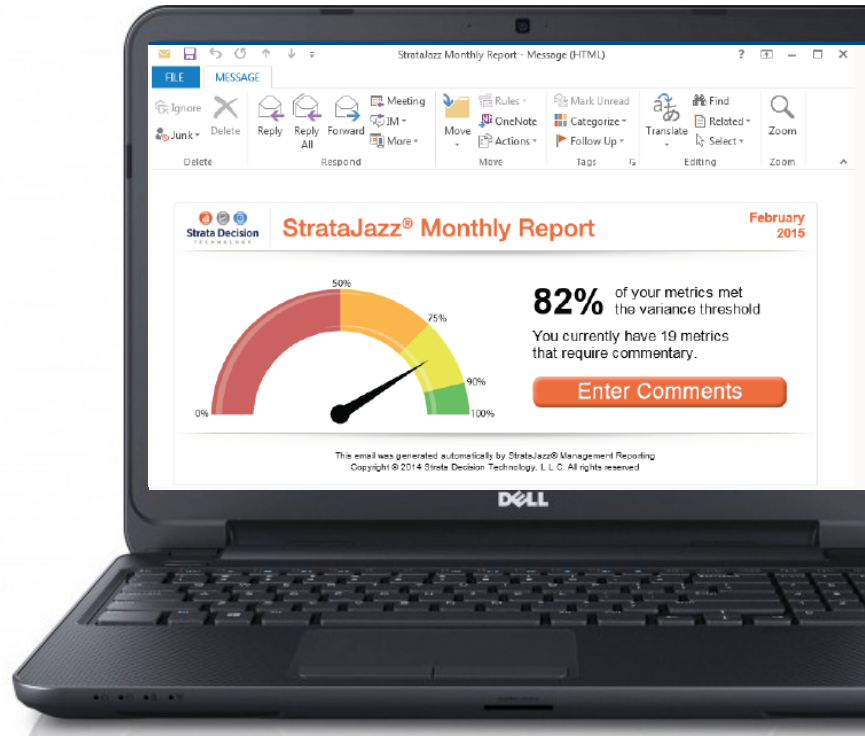 StrataJazz Monthly Report - Message (HTML)
?
FILE MESSAGE
Ignore
Junk
Delete
Reply
Reply All
Forward
Meeting
IM
More
Move
Rules
OneNote
Actions
Mark Unread
Categorize
Follow Up
Translate
Find
Related
Select
Zoom
Delete Respond Move Tags Editing Zoom
Strata Decision
TECHNOLOGY
StrataJazz® Monthly Report
February
2015
0%
50%
75%
90%
100%
82% of your metrics met
the variance threshold
You currently have 19 metrics
that require commentary.
Enter Comments
This email was generated automatically by StrataJazz® Management Reporting
Copyright © 2014 Strata Decision Technology, L.L.C. All rights reserved
DELL